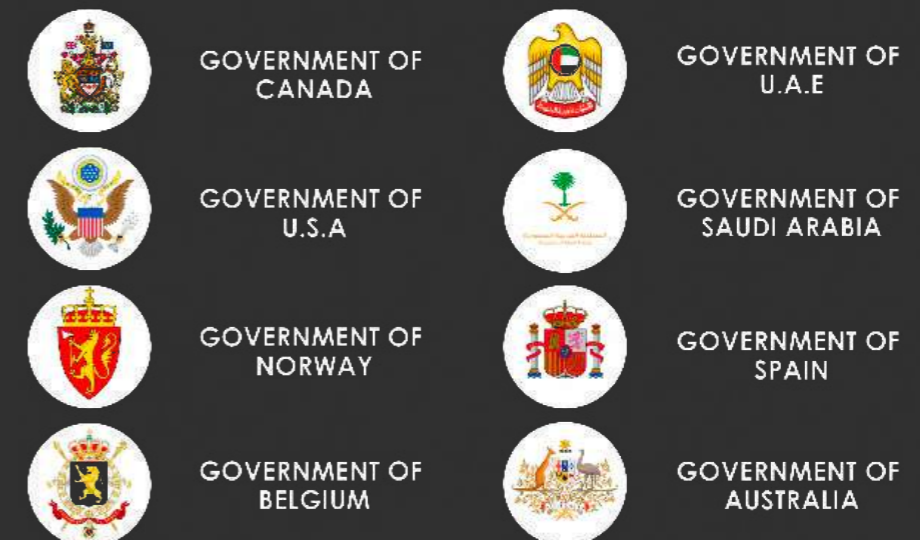 GOVERNMENT OF
CANADA
GOVERNMENT OF
U.A.E
GOVERNMENT OF
U.S.A
GOVERNMENT OF
SAUDI ARABIA
GOVERNMENT OF
NORWAY
GOVERNMENT OF
SPAIN
GOVERNMENT OF
BELGIUM
GOVERNMENT OF
AUSTRALIA